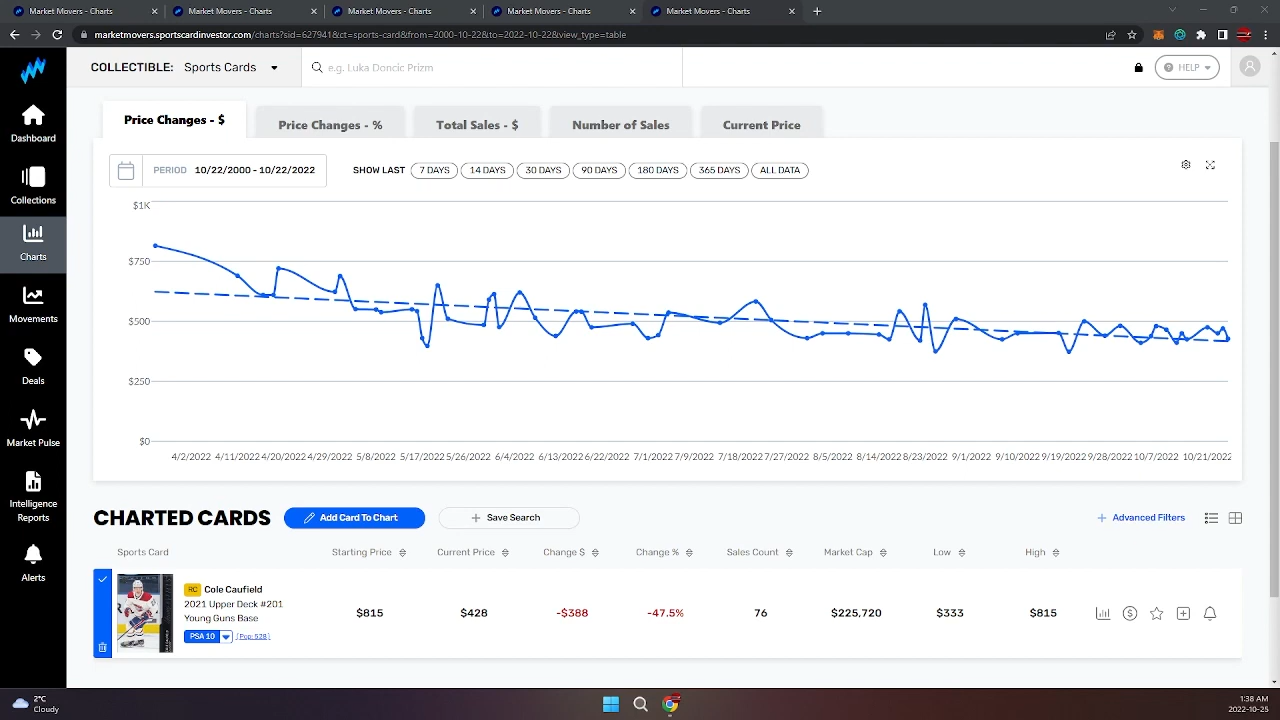 Market Movers - Charts
Market Movers - Charts
Market Movers - Charts
Market Movers - Charts
Market Movers - Charts
marketmovers.sportscardinvestor.com/charts?sid=627941&ct=sports-card&from=2000-10-22&to=2022-10-22&view_type=table
COLLECTIBLE: Sports Cards
e.g. Luka Doncic Prizm
HELP
Dashboard
Collections
Charts
Movements
Deals
Market Pulse
Intelligence
Reports
Alerts
Price Changes - $
Price Changes - %
Total Sales - $
Number of Sales
Current Price
PERIOD 10/22/2000 - 10/22/2022
SHOW LAST 7 DAYS 14 DAYS 30 DAYS 90 DAYS 180 DAYS 365 DAYS ALL DATA
$1K
$750
$500
$250
$0
4/2/2022 4/11/2022 4/20/2022 4/29/2022 5/8/2022 5/17/2022 5/26/2022 6/4/2022 6/13/2022 6/22/2022 7/1/2022 7/9/2022 7/18/2022 7/27/2022 8/5/2022 8/14/2022 8/23/2022 9/1/2022 9/10/2022 9/19/2022 9/28/2022 10/7/2022 10/21/2022
CHARTED CARDS
Add Card To Chart
Save Search
Advanced Filters
Sports Card Starting Price Current Price Change $ Change % Sales Count Market Cap Low High
RC Cole Caufield
2021 Upper Deck #201
Young Guns Base
PSA 10 (Pop: 528)
$815 $428 -$388 -47.5% 76 $225,720 $333 $815
2°C
Cloudy
1:38 AM
2022-10-25